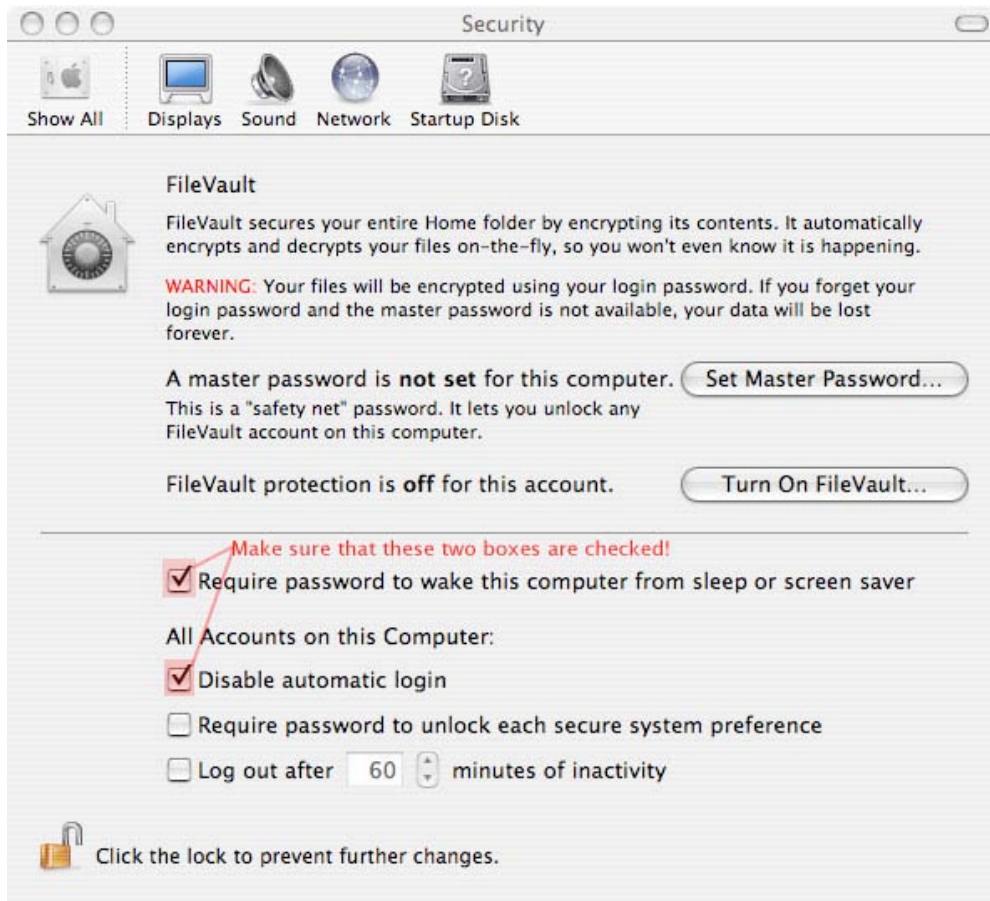 Security
Show All Displays Sound Network Startup Disk
FileVault
FileVault secures your entire Home folder by encrypting its contents. It automatically
encrypts and decrypts your files on-the-fly, so you won't even know it is happening.
WARNING: Your files will be encrypted using your login password. If you forget your
login password and the master password is not available, your data will be lost
forever.
A master password is not set for this computer. Set Master Password...
This is a "safety net" password. It lets you unlock any
FileVault account on this computer.
FileVault protection is off for this account. Turn On FileVault...
Make sure that these two boxes are checked!
Require password to wake this computer from sleep or screen saver
All Accounts on this Computer:
Disable automatic login
Require password to unlock each secure system preference
Log out after 60 minutes of inactivity
Click the lock to prevent further changes.